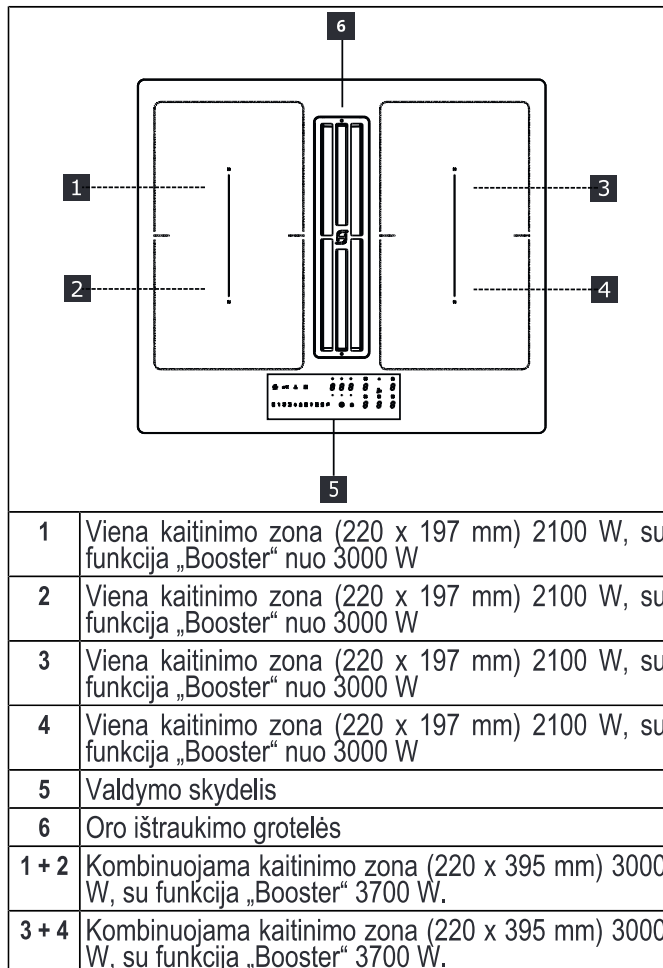 6
1
3
2
4
5
1 Viena kaitinimo zona (220 x 197 mm) 2100 W, su
funkcija „Booster“ nuo 3000 W
2 Viena kaitinimo zona (220 x 197 mm) 2100 W, su
funkcija „Booster“ nuo 3000 W
3 Viena kaitinimo zona (220 x 197 mm) 2100 W, su
funkcija „Booster“ nuo 3000 W
4 Viena kaitinimo zona (220 x 197 mm) 2100 W, su
funkcija „Booster“ nuo 3000 W
5 Valdymo skydelis
6 Oro ištraukimo grotelės
1 + 2 Kombinuojama kaitinimo zona (220 x 395 mm) 3000
W, su funkcija „Booster“ 3700 W.
3 + 4 Kombinuojama kaitinimo zona (220 x 395 mm) 3000
W, su funkcija „Booster“ 3700 W.